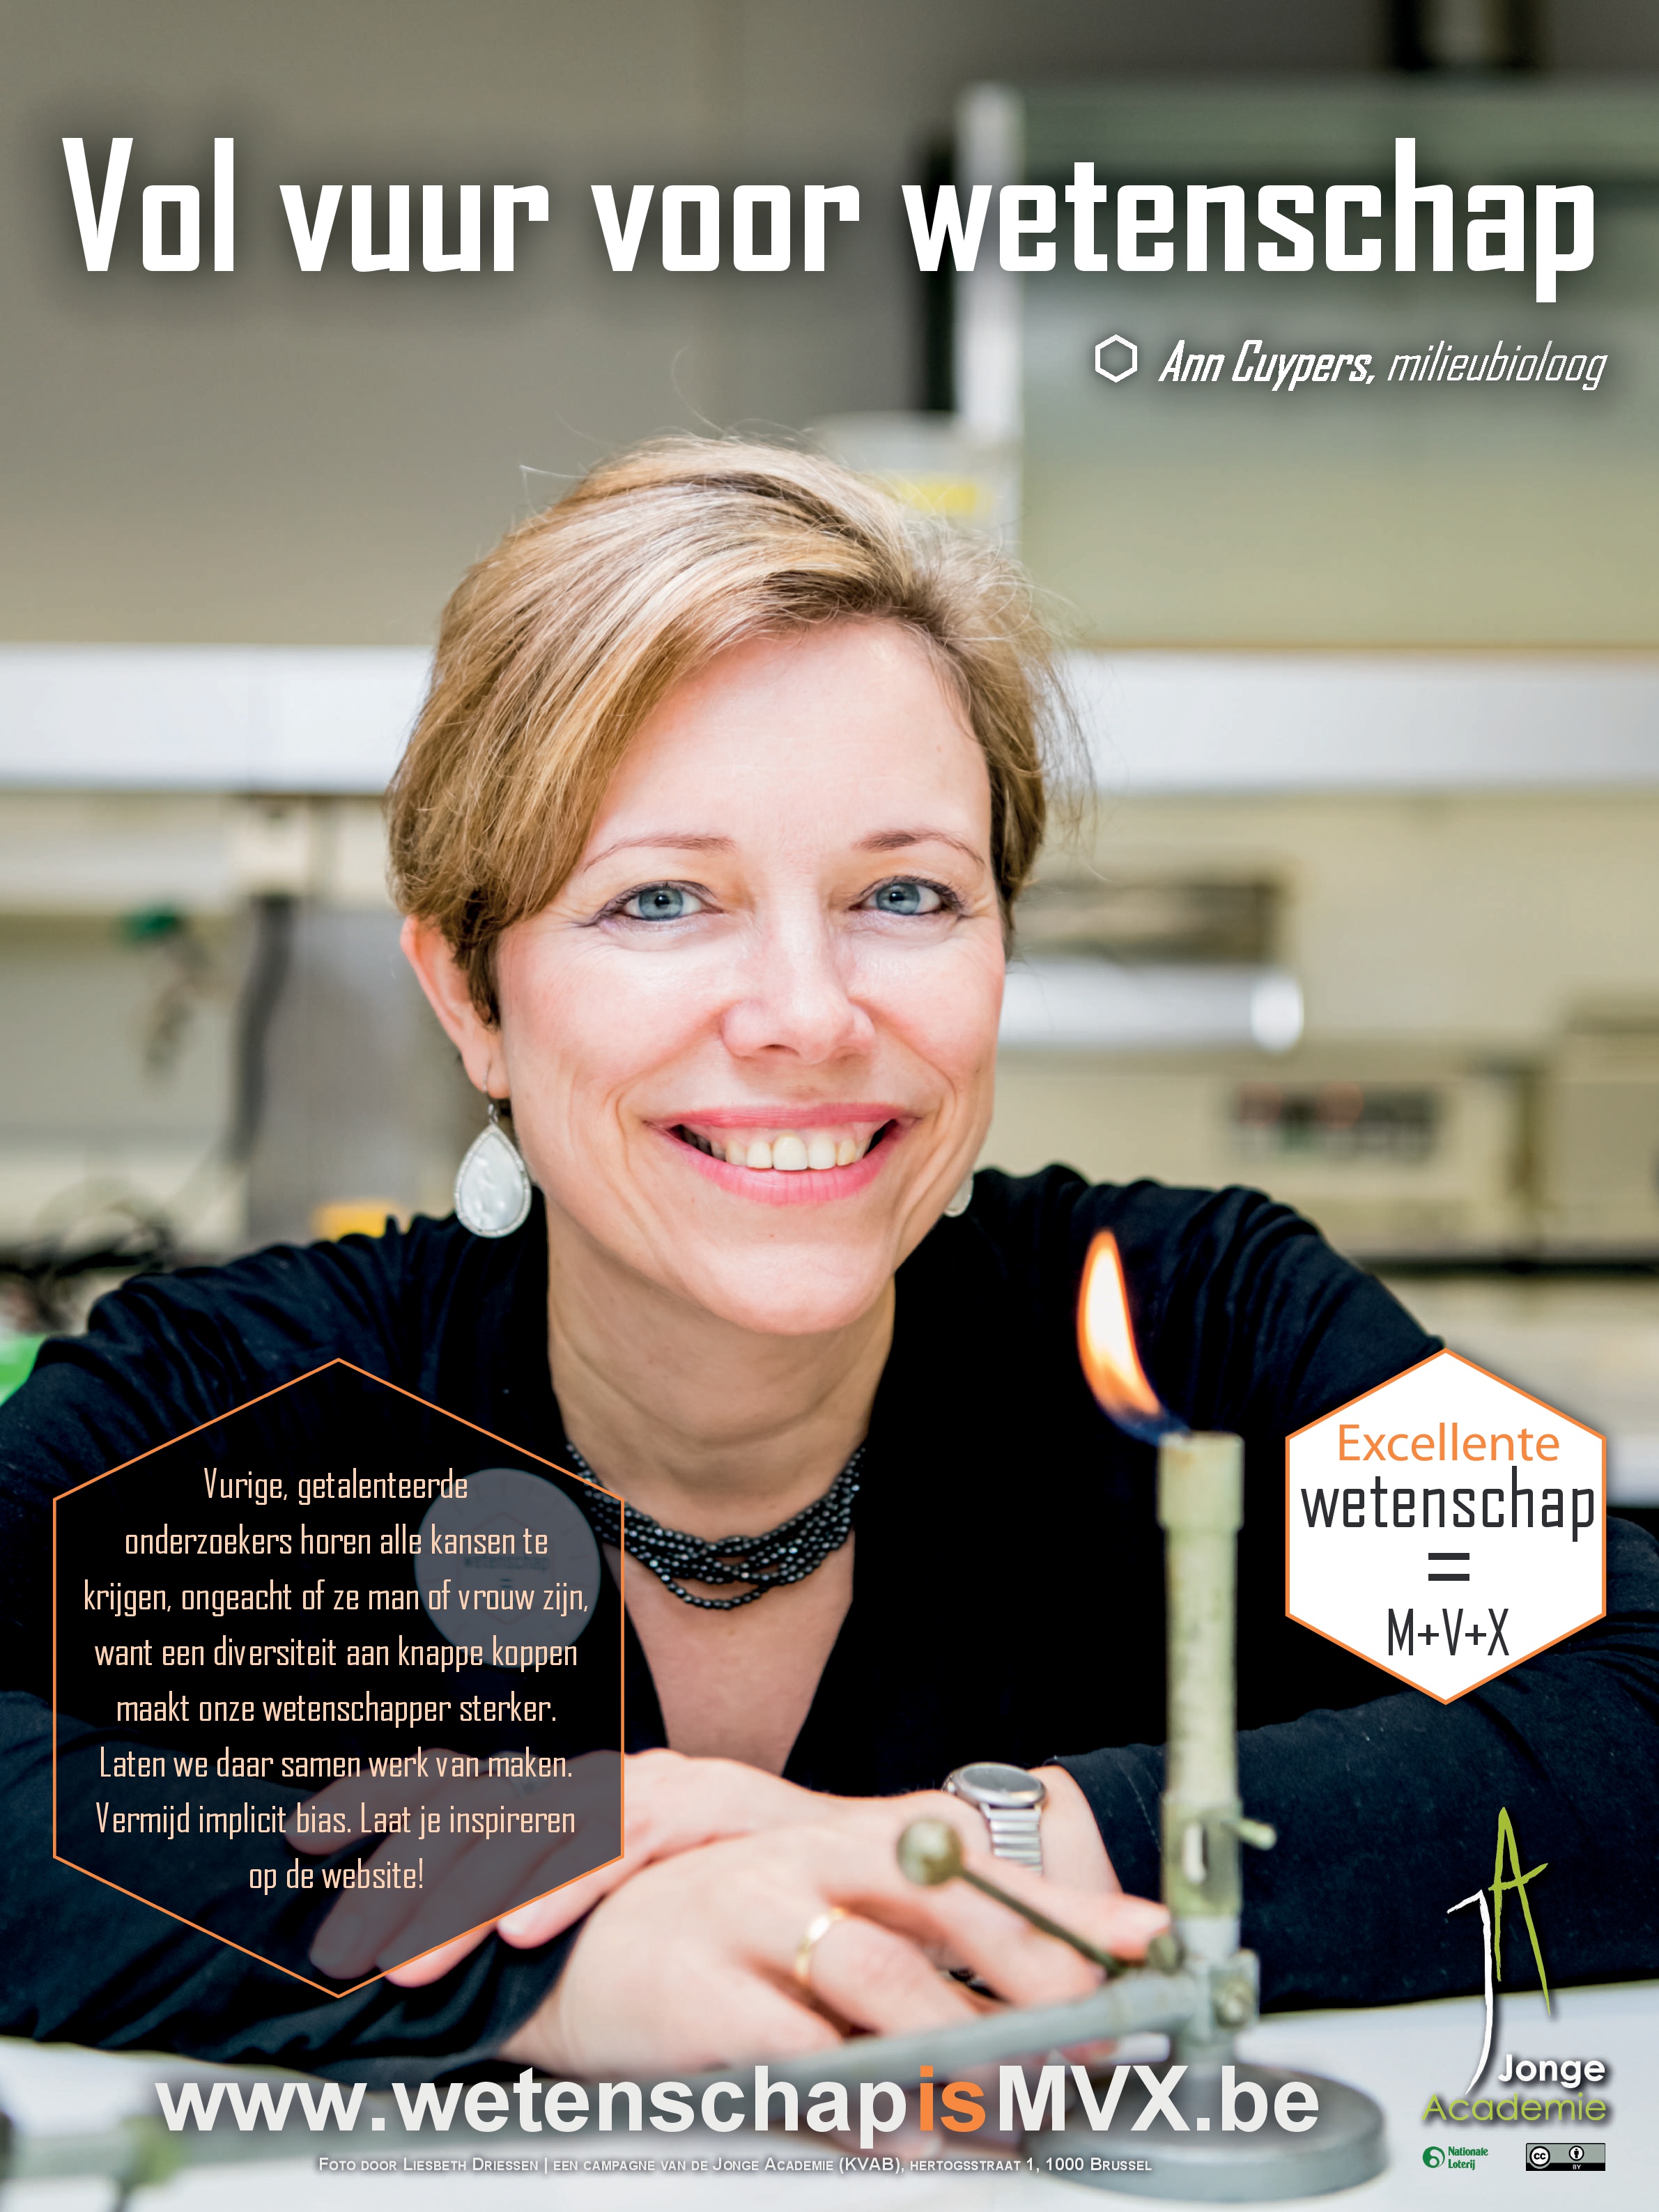 Vol vuur voor wetenschap
Ann Cuypers, milieubioloog
Vurige, getalenteerde
onderzoekers horen alle kansen te
krijgen, ongeacht of ze man of vrouw zijn,
want een diversiteit aan knappe koppen
maakt onze wetenschapper sterker.
Laten we daar samen werk van maken.
Vermijd implicit bias. Laat je inspireren
op de website!
Excellente
wetenschap
=
M+V+X
JA
Jonge
Academie
www.wetenschapisMVX.be
Nationale
Loterij
cc
BY
Foto door Liesbeth Driessen | een campagne van de Jonge Academie (KVAB), hertogsstraat 1, 1000 Brussel